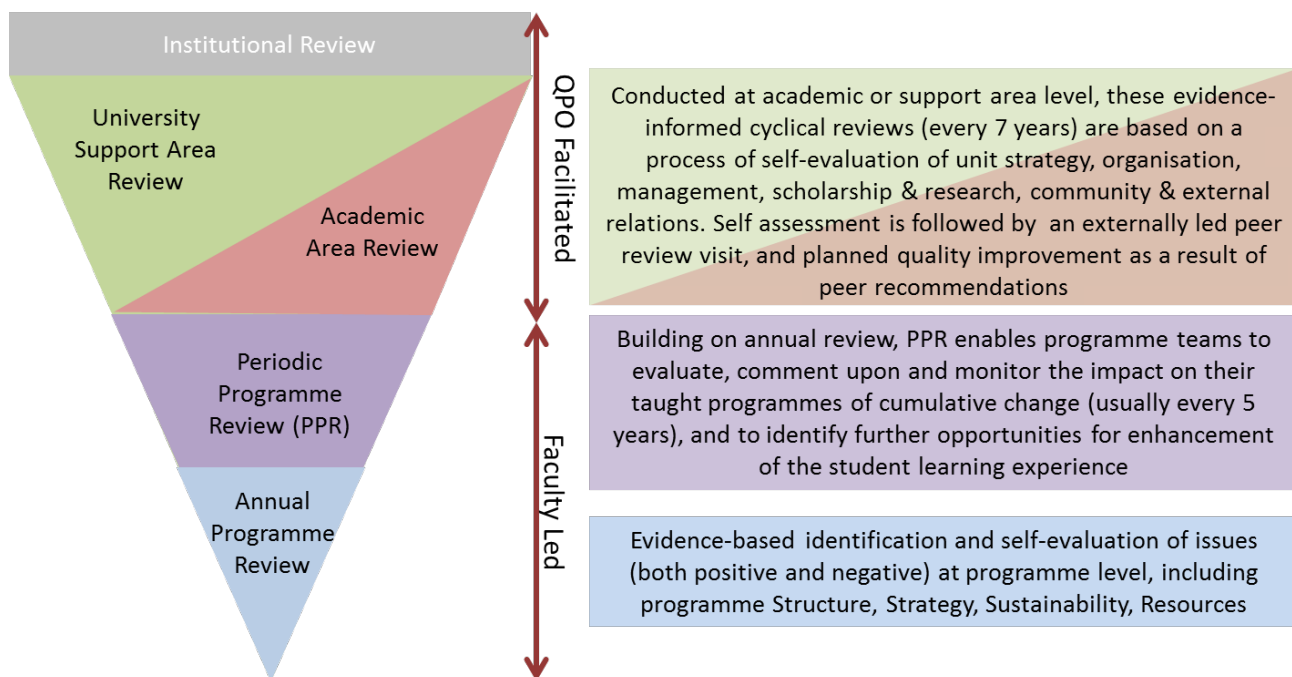 Institutional Review
University
Support Area
Review
Academic
Area Review
Periodic
Programme
Review (PPR)
Annual
Programme
Review
QPO Facilitated
Faculty Led
Conducted at academic or support area level, these evidence-
informed cyclical reviews (every 7 years) are based on a
process of self-evaluation of unit strategy, organisation,
management, scholarship & research, community & external
relations. Self assessment is followed by an externally led peer
review visit, and planned quality improvement as a result of
peer recommendations
Building on annual review, PPR enables programme teams to
evaluate, comment upon and monitor the impact on their
taught programmes of cumulative change (usually every 5
years), and to identify further opportunities for enhancement
of the student learning experience
Evidence-based identification and self-evaluation of issues
(both positive and negative) at programme level, including
programme Structure, Strategy, Sustainability, Resources